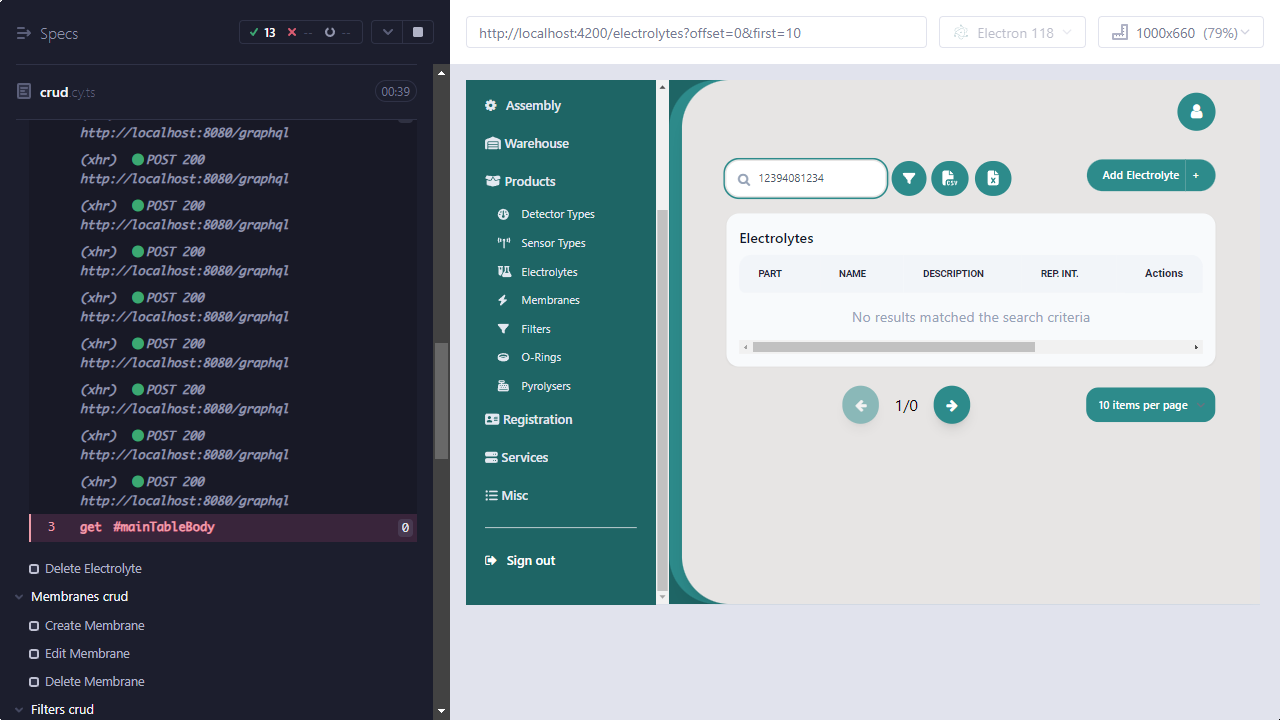 Specs
13
--
--
crud.cy.ts
00:39
http://localhost:8080/graphql
(xhr) POST 200
http://localhost:8080/graphql
(xhr) POST 200
http://localhost:8080/graphql
(xhr) POST 200
http://localhost:8080/graphql
(xhr) POST 200
http://localhost:8080/graphql
(xhr) POST 200
http://localhost:8080/graphql
(xhr) POST 200
http://localhost:8080/graphql
(xhr) POST 200
http://localhost:8080/graphql
(xhr) POST 200
http://localhost:8080/graphql
3 get #mainTableBody 0
Delete Electrolyte
Membranes crud
Create Membrane
Edit Membrane
Delete Membrane
Filters crud
http://localhost:4200/electrolytes?offset=0&first=10
Electron 118
1000x660 (79%)
Assembly
Warehouse
Products
Detector Types
Sensor Types
Electrolytes
Membranes
Filters
O-Rings
Pyrolysers
Registration
Services
Misc
Sign out
12394081234
CSV
Add Electrolyte +
Electrolytes
PART NAME DESCRIPTION REP. INT. Actions
No results matched the search criteria
1/0
10 items per page